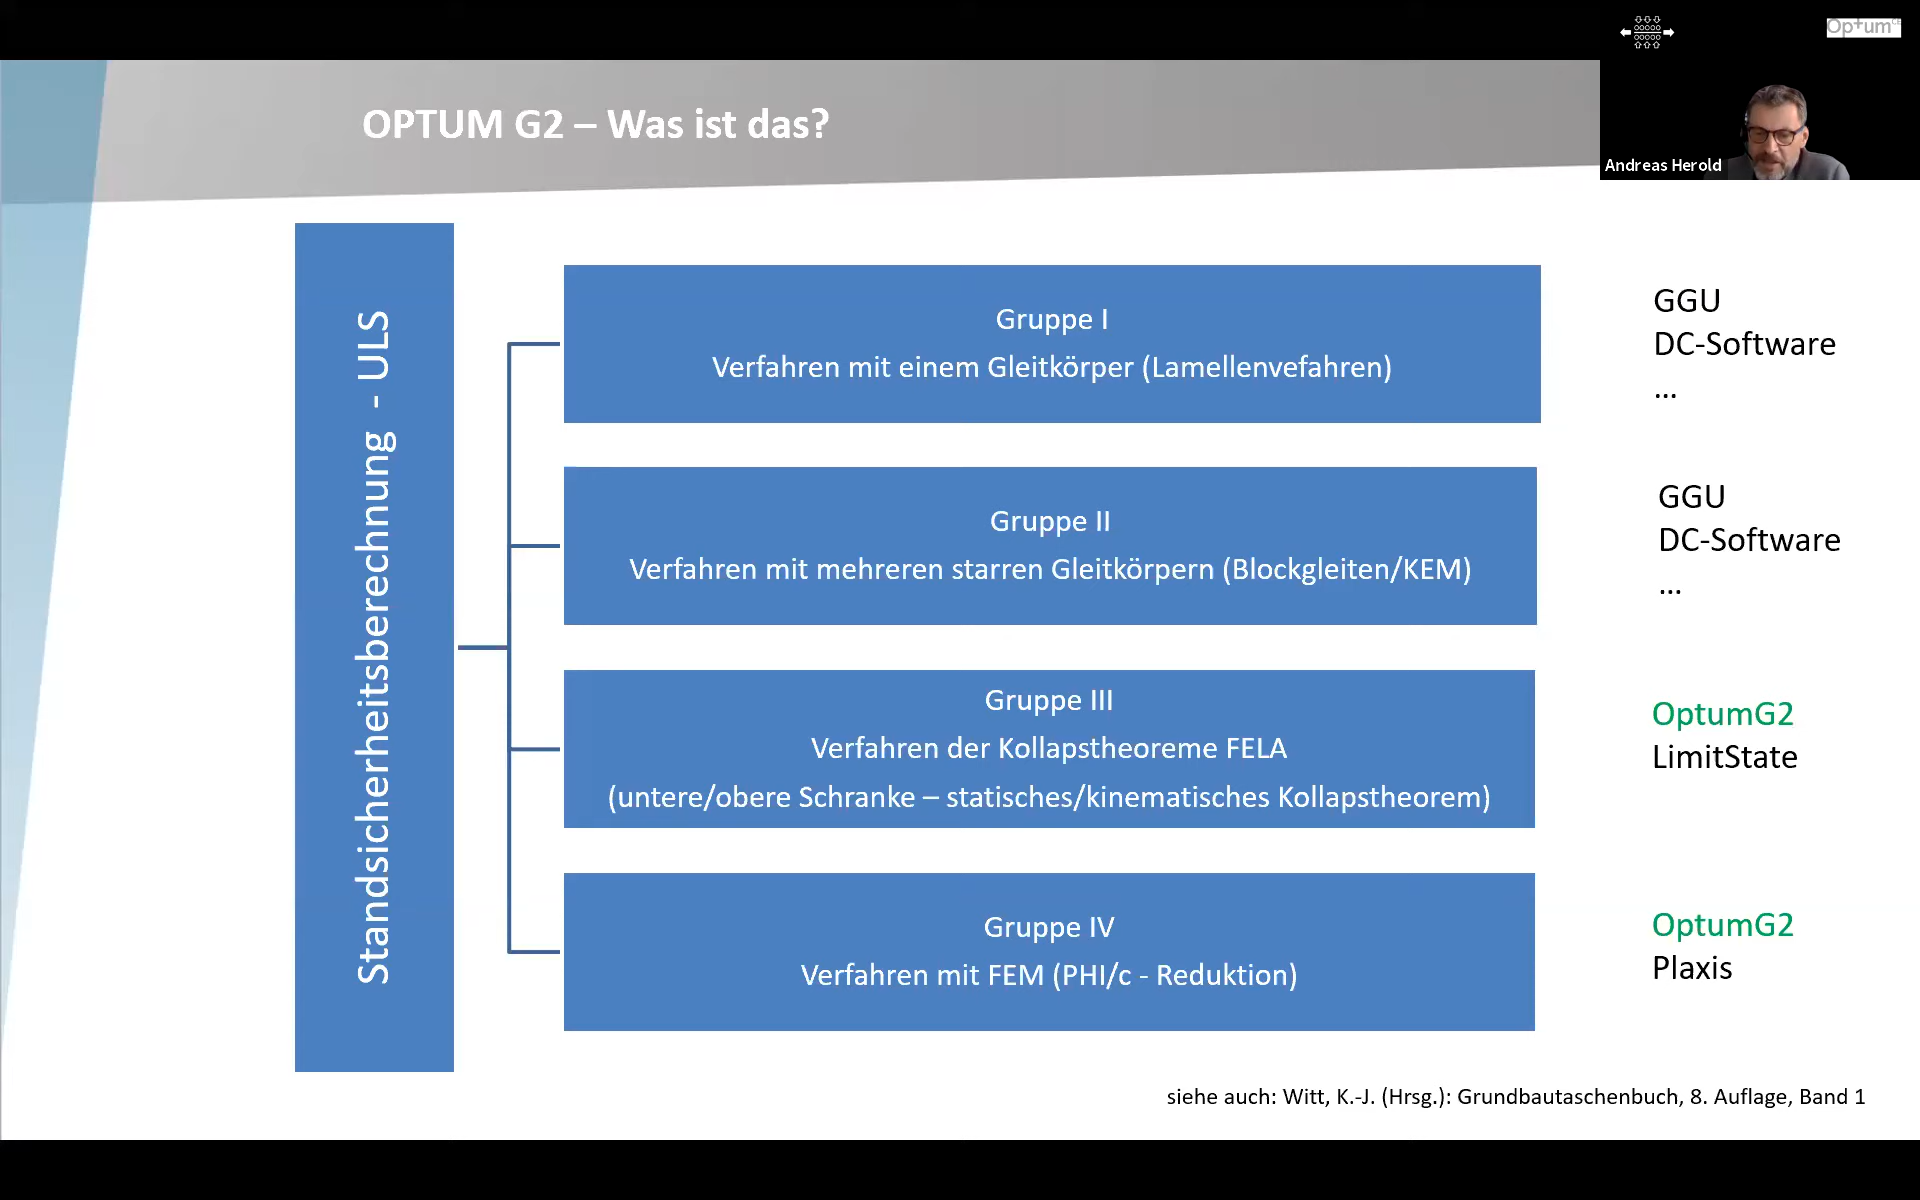 Optum
OPTUM G2 – Was ist das?
Andreas Herold
Standsicherheitsberechnung - ULS
Gruppe I
Verfahren mit einem Gleitkörper (Lamellenvefahren)
GGU
DC-Software
...
Gruppe II
Verfahren mit mehreren starren Gleitkörpern (Blockgleiten/KEM)
GGU
DC-Software
...
Gruppe III
Verfahren der Kollapstheoreme FELA
(untere/obere Schranke – statisches/kinematisches Kollapstheorem)
OptumG2
LimitState
Gruppe IV
Verfahren mit FEM (PHI/c - Reduktion)
OptumG2
Plaxis
siehe auch: Witt, K.-J. (Hrsg.): Grundbautaschenbuch, 8. Auflage, Band 1